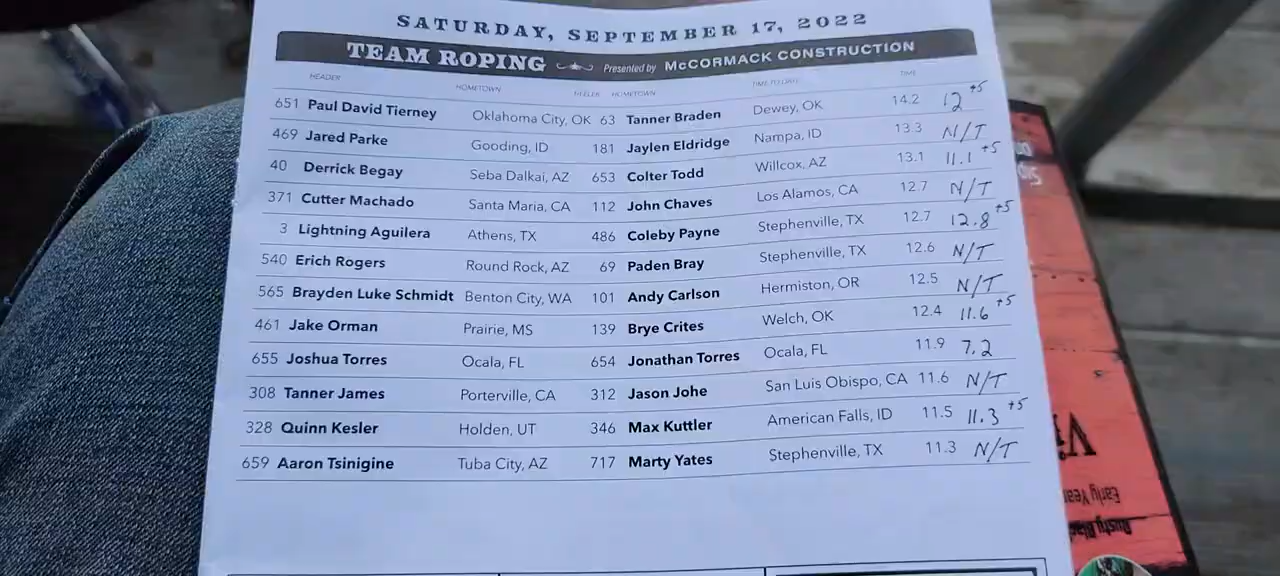 SATURDAY, SEPTEMBER 17, 2022
TEAM ROPING Presented by McCORMACK CONSTRUCTION
HEADER HOMETOWN HEELER HOMETOWN TIME TO DATE TIME
651 Paul David Tierney Oklahoma City, OK 63 Tanner Braden Dewey, OK 14.2 12 +5
469 Jared Parke Gooding, ID 181 Jaylen Eldridge Nampa, ID 13.3 N/T
40 Derrick Begay Seba Dalkai, AZ 653 Colter Todd Willcox, AZ 13.1 11.1 +5
371 Cutter Machado Santa Maria, CA 112 John Chaves Los Alamos, CA 12.7 N/T
3 Lightning Aguilera Athens, TX 486 Coleby Payne Stephenville, TX 12.7 12.8 +5
540 Erich Rogers Round Rock, AZ 69 Paden Bray Stephenville, TX 12.6 N/T
565 Brayden Luke Schmidt Benton City, WA 101 Andy Carlson Hermiston, OR 12.5 N/T
461 Jake Orman Prairie, MS 139 Brye Crites Welch, OK 12.4 11.6 +5
655 Joshua Torres Ocala, FL 654 Jonathan Torres Ocala, FL 11.9 7.2
308 Tanner James Porterville, CA 312 Jason Johe San Luis Obispo, CA 11.6 N/T
328 Quinn Kesler Holden, UT 346 Max Kuttler American Falls, ID 11.5 11.3 +5
659 Aaron Tsinigine Tuba City, AZ 717 Marty Yates Stephenville, TX 11.3 N/T
Early Year